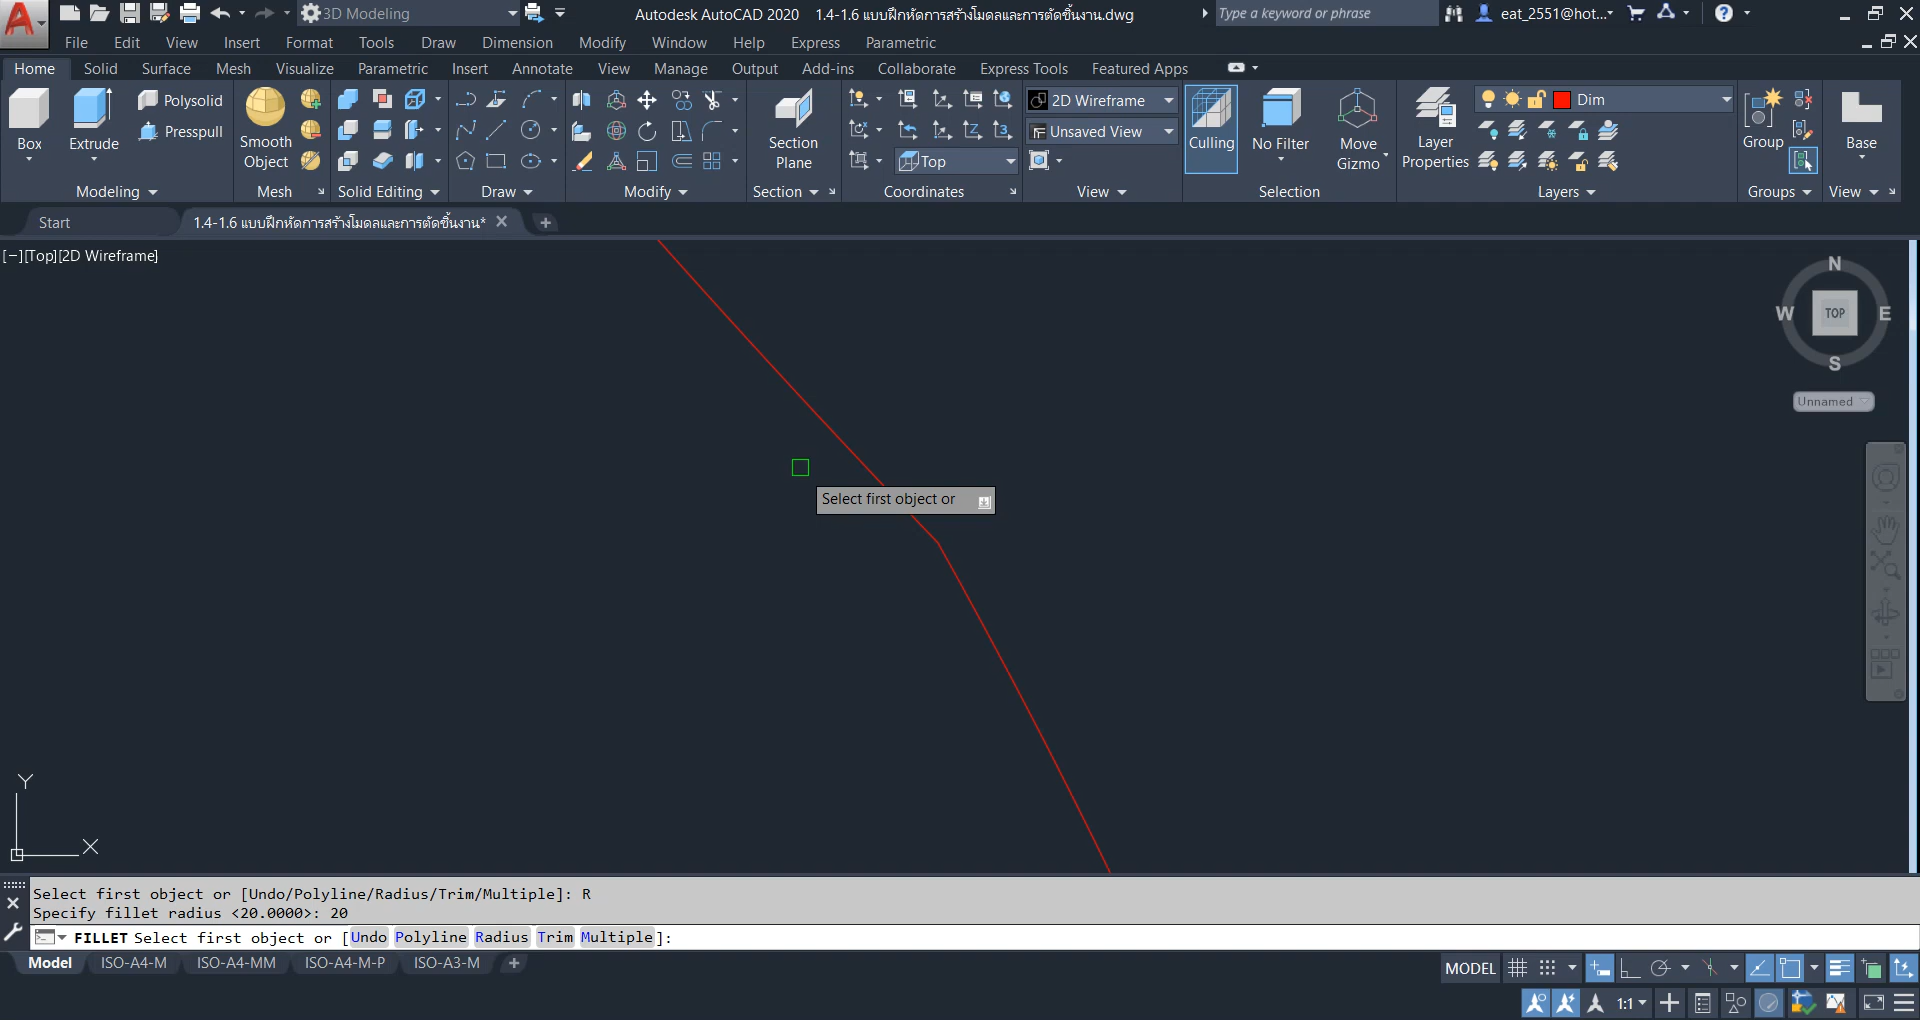 3D Modeling
Autodesk AutoCAD 2020 1.4-1.6 แบบฝึกหัดการสร้างโมดลและการตัดชิ้นงาน.dwg
Type a keyword or phrase
eat_2551@hot...
File Edit View Insert Format Tools Draw Dimension Modify Window Help Express Parametric
Home Solid Surface Mesh Visualize Parametric Insert Annotate View Manage Output Add-ins Collaborate Express Tools Featured Apps
Box
Extrude
Polysolid
Presspull
Modeling
Smooth
Object
Mesh
Solid Editing
Draw
Modify
Section
Plane
Section
Top
Coordinates
2D Wireframe
Unsaved View
View
Culling
No Filter
Move
Gizmo
Selection
Layer
Properties
Dim
Layers
Group
Groups
Base
View
Start
1.4-1.6 แบบฝึกหัดการสร้างโมดลและการตัดชิ้นงาน*
[−][Top][2D Wireframe]
N
W TOP E
S
Unnamed
Select first object or
Y
X
Select first object or [Undo/Polyline/Radius/Trim/Multiple]: R
Specify fillet radius <20.0000>: 20
FILLET Select first object or [Undo Polyline Radius Trim Multiple]:
Model ISO-A4-M ISO-A4-MM ISO-A4-M-P ISO-A3-M
MODEL
1:1